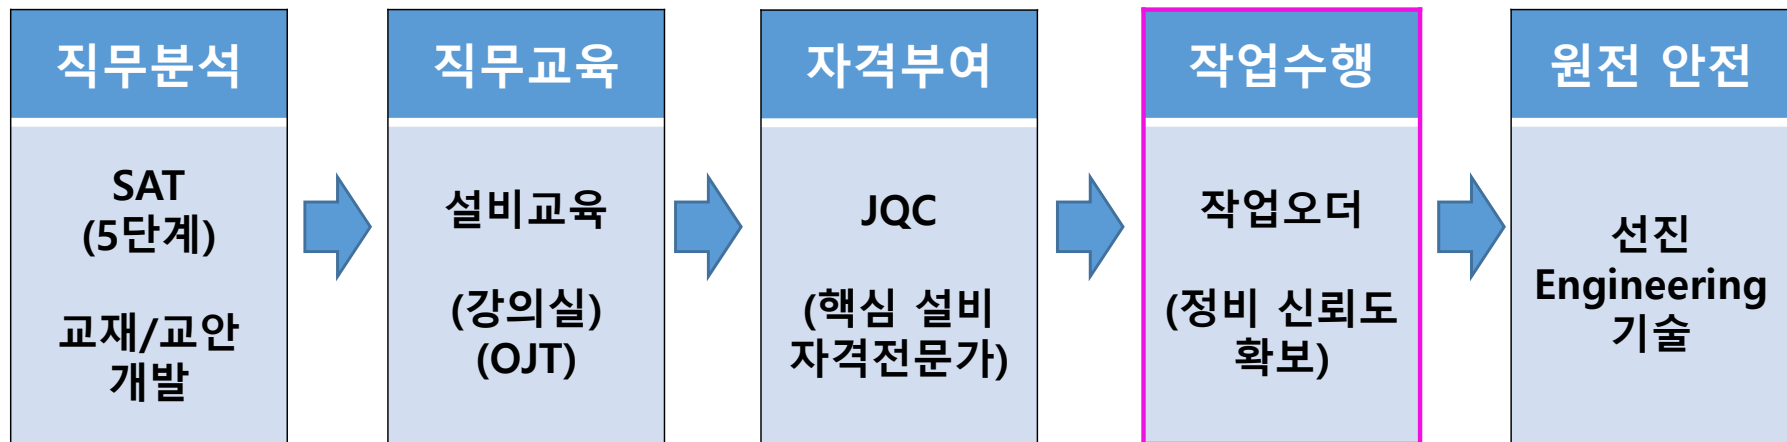 직무분석
SAT
(5단계)
교재/교안
개발
직무교육
설비교육
(강의실)
(OJT)
자격부여
JQC
(핵심 설비
자격전문가)
작업수행
작업오더
(정비 신뢰도
확보)
원전 안전
선진
Engineering
기술